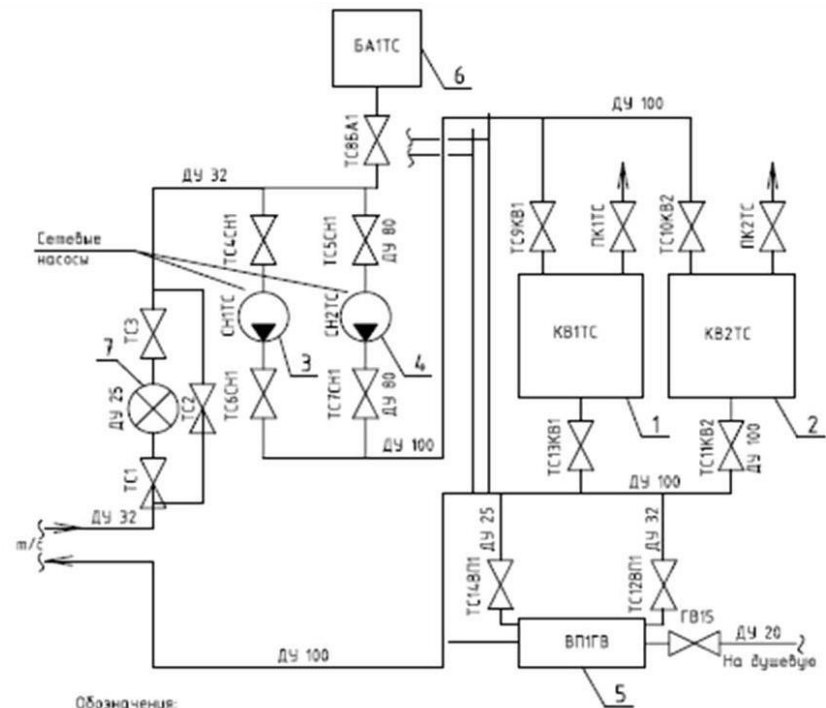 БА1ТС
6
ТС8БА1
ДУ 100
ДУ 32
Сетевые
насосы
ТС4СН1
ТС5СН1
ДУ 80
ТС9КВ1
ПК1ТС
ТС10КВ2
ПК2ТС
СН1ТС
СН2ТС
3
4
ТС3
7
ДУ 25
ТС2
ТС1
ТС6СН1
ТС7СН1
ДУ 80
ДУ 100
КВ1ТС
КВ2ТС
1
2
ТС13КВ1
ТС11КВ2
ДУ 100
ДУ 100
ДУ 32
m/c
ДУ 25
ДУ 32
ТС14ВП1
ТС12ВП1
ГВ15
ВП1ГВ
ДУ 20
На душевую
5
ДУ 100
Обозначения: